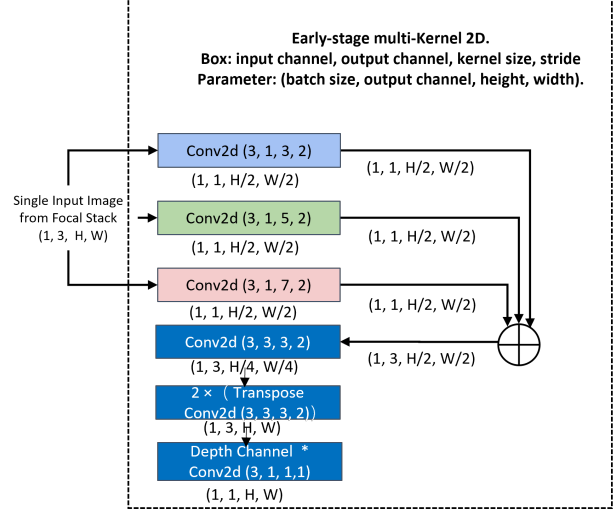 Early-stage multi-Kernel 2D.
Box: input channel, output channel, kernel size, stride
Parameter: (batch size, output channel, height, width).
Conv2d (3, 1, 3, 2)
(1, 1, H/2, W/2)
(1, 1, H/2, W/2)
Single Input Image
from Focal Stack
(1, 3, H, W)
Conv2d (3, 1, 5, 2)
(1, 1, H/2, W/2)
(1, 1, H/2, W/2)
Conv2d (3, 1, 7, 2)
(1, 1, H/2, W/2)
(1, 1, H/2, W/2)
Conv2d (3, 3, 3, 2)
(1, 3, H/2, W/2)
(1, 3, H/4, W/4)
2 × （ Transpose
Conv2d (3, 3, 3, 2)）
(1, 3, H, W)
Depth Channel *
Conv2d (3, 1, 1,1)
(1, 1, H, W)